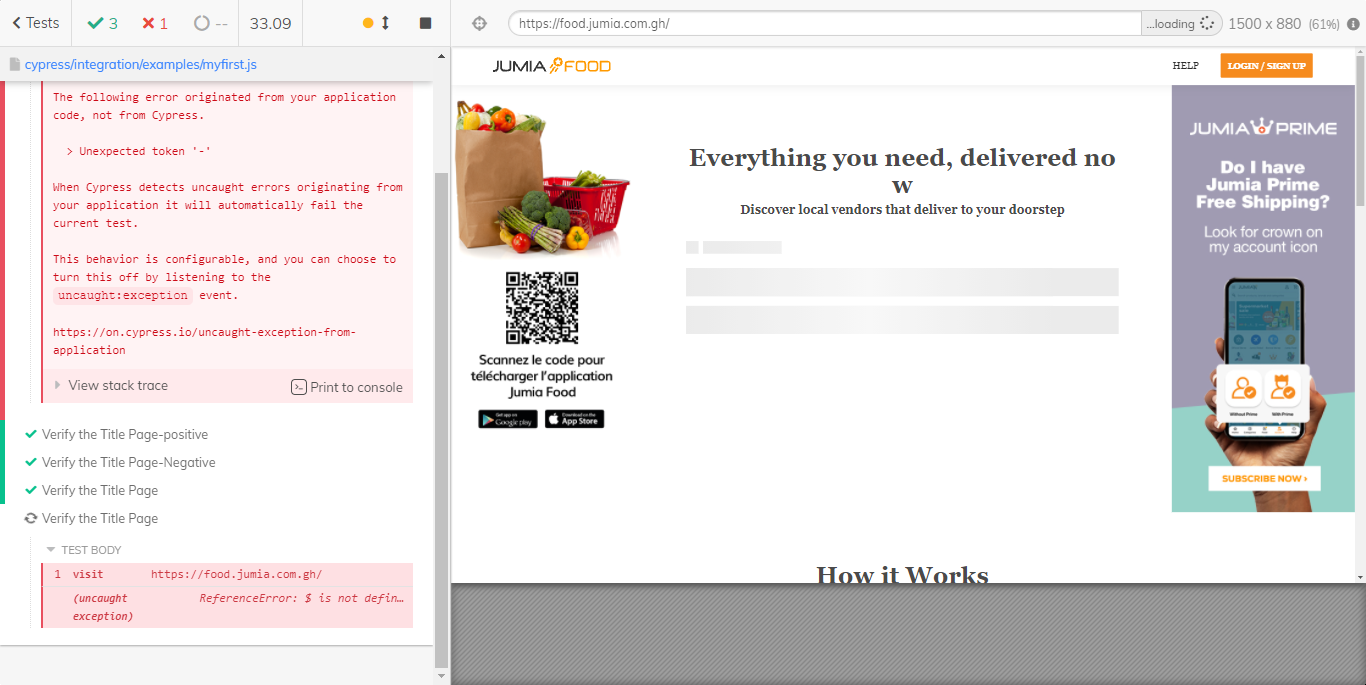 Tests
3
1
--
33.09
https://food.jumia.com.gh/
...loading
1500 x 880 (61%)
cypress/integration/examples/myfirst.js
The following error originated from your application
code, not from Cypress.
> Unexpected token '-'
When Cypress detects uncaught errors originating from
your application it will automatically fail the
current test.
This behavior is configurable, and you can choose to
turn this off by listening to the
uncaught:exception event.
https://on.cypress.io/uncaught-exception-from-
application
View stack trace
Print to console
Verify the Title Page-positive
Verify the Title Page-Negative
Verify the Title Page
Verify the Title Page
TEST BODY
1 visit https://food.jumia.com.gh/
(uncaught ReferenceError: $ is not defin…
exception)
JUMIA FOOD
HELP
LOGIN / SIGN UP
Everything you need, delivered no
w
Discover local vendors that deliver to your doorstep
Scannez le code pour
télécharger l'application
Jumia Food
Get app on
Google play
Download on the
App Store
How it Works
JUMIA PRIME
Do I have
Jumia Prime
Free Shipping?
Look for crown on
my account icon
Without Prime
With Prime
SUBSCRIBE NOW ›